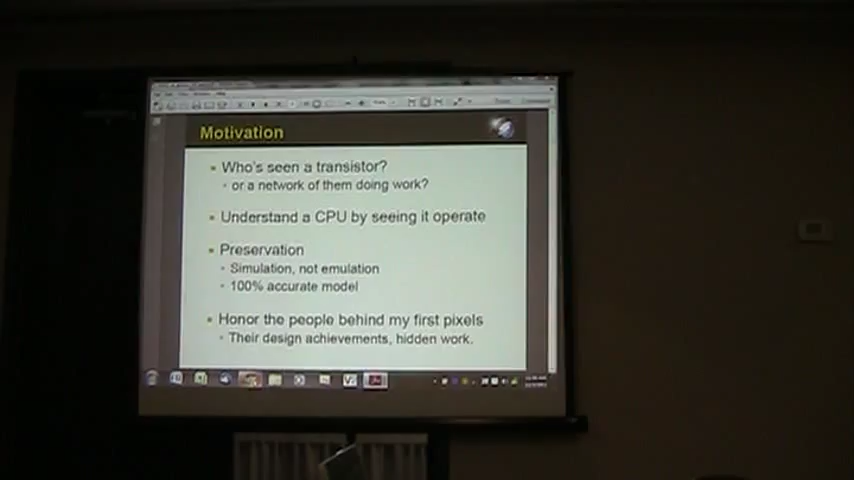 Motivation
Who's seen a transistor?
or a network of them doing work?
Understand a CPU by seeing it operate
Preservation
Simulation, not emulation
100% accurate model
Honor the people behind my first pixels
Their design achievements, hidden work.